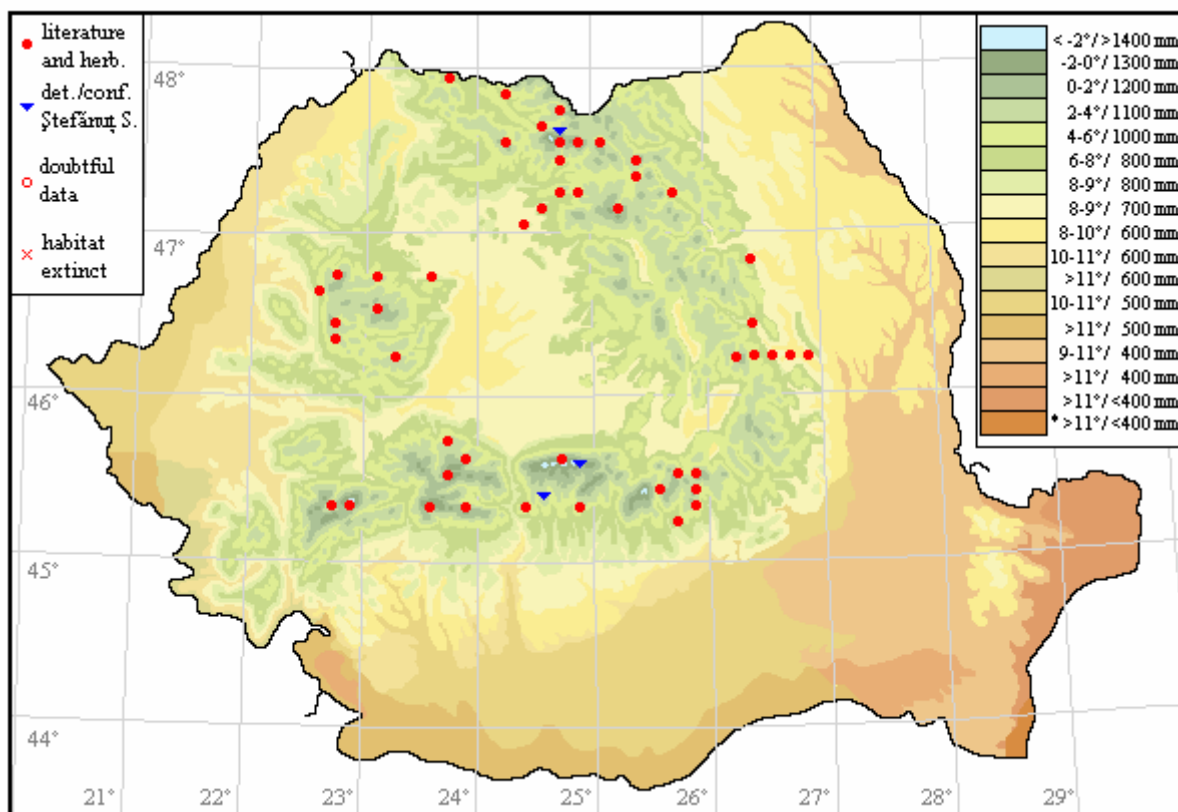 literature
and herb.
det./conf.
Ştefănuţ S.
doubtful
data
habitat
extinct
< -2°/ >1400 mm
-2-0°/ 1300 mm
0-2°/ 1200 mm
2-4°/ 1100 mm
4-6°/ 1000 mm
6-8°/ 800 mm
8-9°/ 800 mm
8-9°/ 700 mm
8-10°/ 600 mm
10-11°/ 600 mm
>11°/ 600 mm
10-11°/ 500 mm
>11°/ 500 mm
9-11°/ 400 mm
>11°/ 400 mm
>11°/ <400 mm
* >11°/ <400 mm
48°
47°
46°
45°
44°
21°
22°
23°
24°
25°
26°
27°
28°
29°